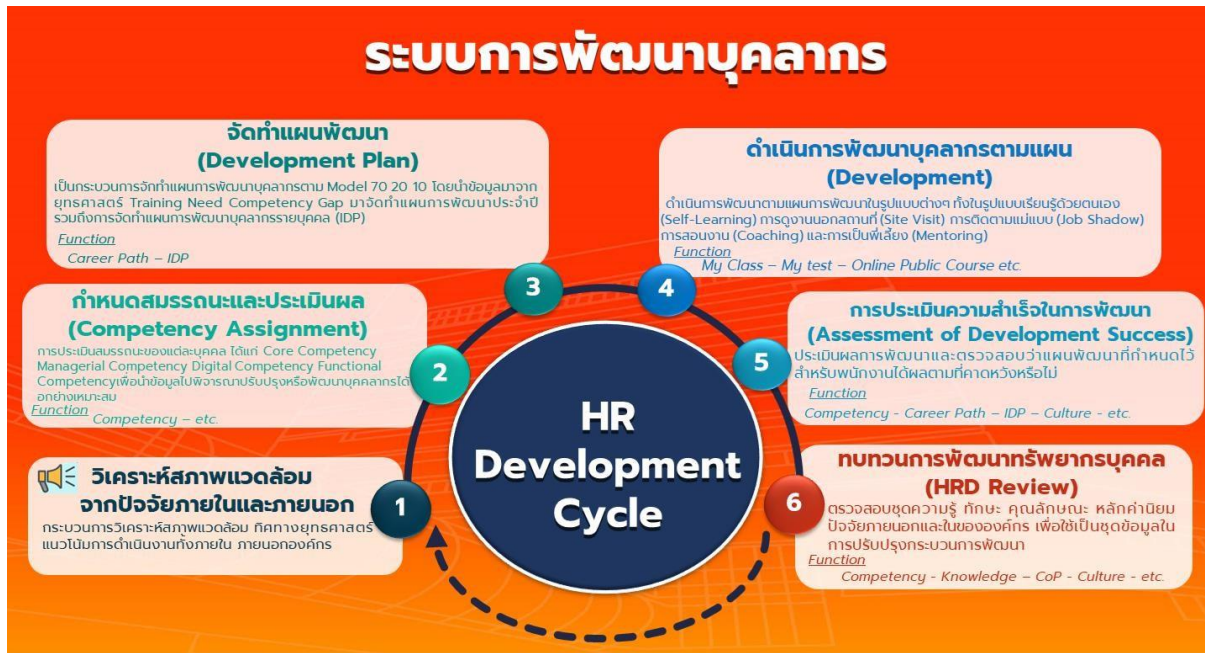 ระบบการพัฒนาบุคลากร
จัดทำแผนพัฒนา
(Development Plan)
เป็นกระบวนการจักทำแผนการพัฒนาบุคลากรตาม Model 70 20 10 โดยนำข้อมูลมาจาก
ยุทธศาสตร์ Training Need Competency Gap มาจัดทำแผนการพัฒนาประจำปี
รวมถึงการจัดทำแผนการพัฒนาบุคลากรรายบุคคล (IDP)
Function
Career Path – IDP
3
กำหนดสมรรถนะและประเมินผล
(Competency Assignment)
การประเมินสมรรถนะของแต่ละบุคคล ได้แก่ Core Competency
Managerial Competency Digital Competency Functional
Competencyเพื่อนำข้อมูลไปพิจารณาปรับปรุงหรือพัฒนาบุคลากรได้
อกย่างเหมาะสม
Function
Competency – etc.
2
วิเคราะห์สภาพแวดล้อม
จากปัจจัยภายในและภายนอก
กระบวนการวิเคราะห์สภาพแวดล้อม ทิศทางยุทธศาสตร์
แนวโน้มการดำเนินงานทั้งภายใน ภายนอกองค์กร
1
HR
Development
Cycle
ดำเนินการพัฒนาบุคลากรตามแผน
(Development)
ดำเนินการพัฒนาตามแผนการพัฒนาในรูปแบบต่างๆ ทั้งในรูปแบบเรียนรู้ด้วยตนเอง
(Self-Learning) การดูงานนอกสถานที่ (Site Visit) การติดตามแม่แบบ (Job Shadow)
การสอนงาน (Coaching) และการเป็นพี่เลี้ยง (Mentoring)
Function
My Class – My test – Online Public Course etc.
4
การประเมินความสำเร็จในการพัฒนา
(Assessment of Development Success)
ประเมินผลการพัฒนาและตรวจสอบว่าแผนพัฒนาที่กำหนดไว้
สำหรับพนักงานได้ผลตามที่คาดหวังหรือไม่
Function
Competency - Career Path – IDP – Culture - etc.
5
ทบทวนการพัฒนาทรัพยากรบุคคล
(HRD Review)
ตรวจสอบชุดความรู้ ทักษะ คุณลักษณะ หลักค่านิยม
ปัจจัยภายนอกและในขององค์กร เพื่อใช้เป็นชุดข้อมูลใน
การปรับปรุงกระบวนการพัฒนา
Function
Competency - Knowledge – CoP - Culture - etc.
6